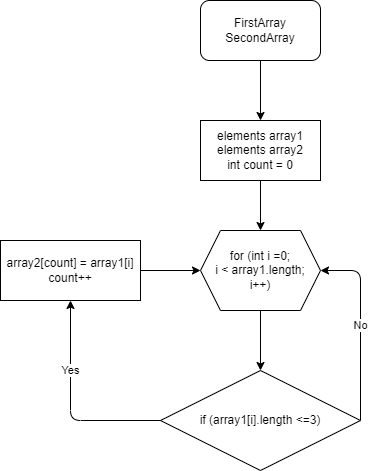 FirstArray
SecondArray
elements array1
elements array2
int count = 0
for (int i =0;
i < array1.length;
i++)
array2[count] = array1[i]
count++
No
Yes
if (array1[i].length <=3)